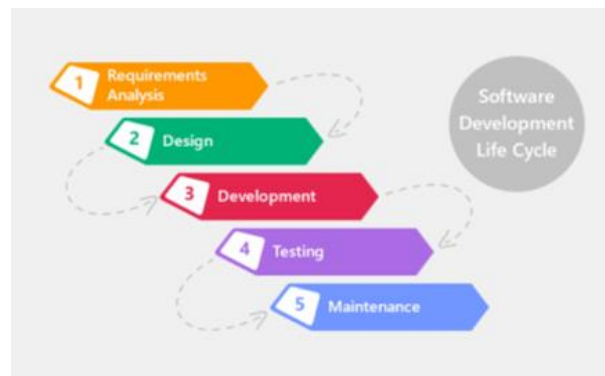 1
Requirements
Analysis
2
Design
3
Development
4
Testing
5
Maintenance
Software
Development
Life Cycle